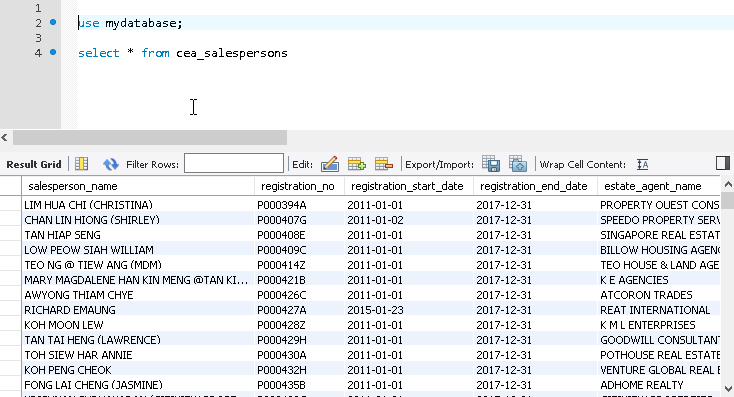 1
2 use mydatabase;
3
4 select * from cea_salespersons
Result Grid Filter Rows: Edit: Export/Import: Wrap Cell Content: IA
salesperson_name registration_no registration_start_date registration_end_date estate_agent_name
LIM HUA CHI (CHRISTINA) P000394A 2011-01-01 2017-12-31 PROPERTY QUEST CONS
CHAN LIN HIONG (SHIRLEY) P000407G 2011-01-02 2017-12-31 SPEEDO PROPERTY SERV
TAN HIAP SENG P000408E 2011-01-01 2017-12-31 SINGAPORE REAL ESTAT
LOW PEOW SIAH WILLIAM P000409C 2011-01-01 2017-12-31 BILLOW HOUSING AGEN
TEO NG @ TIEW ANG (MDM) P000414Z 2011-01-01 2017-12-31 TEO HOUSE & LAND AGE
MARY MAGDALENE HAN KIN MENG @TAN KI... P000421B 2011-01-01 2017-12-31 K E AGENCIES
AWYONG THIAM CHYE P000426C 2011-01-01 2017-12-31 ATCORON TRADES
RICHARD EMAUNG P000427A 2015-01-23 2017-12-31 REAT INTERNATIONAL
KOH MOON LEW P000428Z 2011-01-01 2017-12-31 K M L ENTERPRISES
TAN TAI HENG (LAWRENCE) P000429H 2011-01-01 2017-12-31 GOODWILL CONSULTAN
TOH SIEW HAR ANNIE P000430A 2011-01-01 2017-12-31 POTHOUSE REAL ESTATE
KOH PENG CHEOK P000432H 2011-01-01 2017-12-31 VENTURE GLOBAL REAL E
FONG LAI CHENG (JASMINE) P000435B 2011-01-01 2017-12-31 ADHOME REALTY